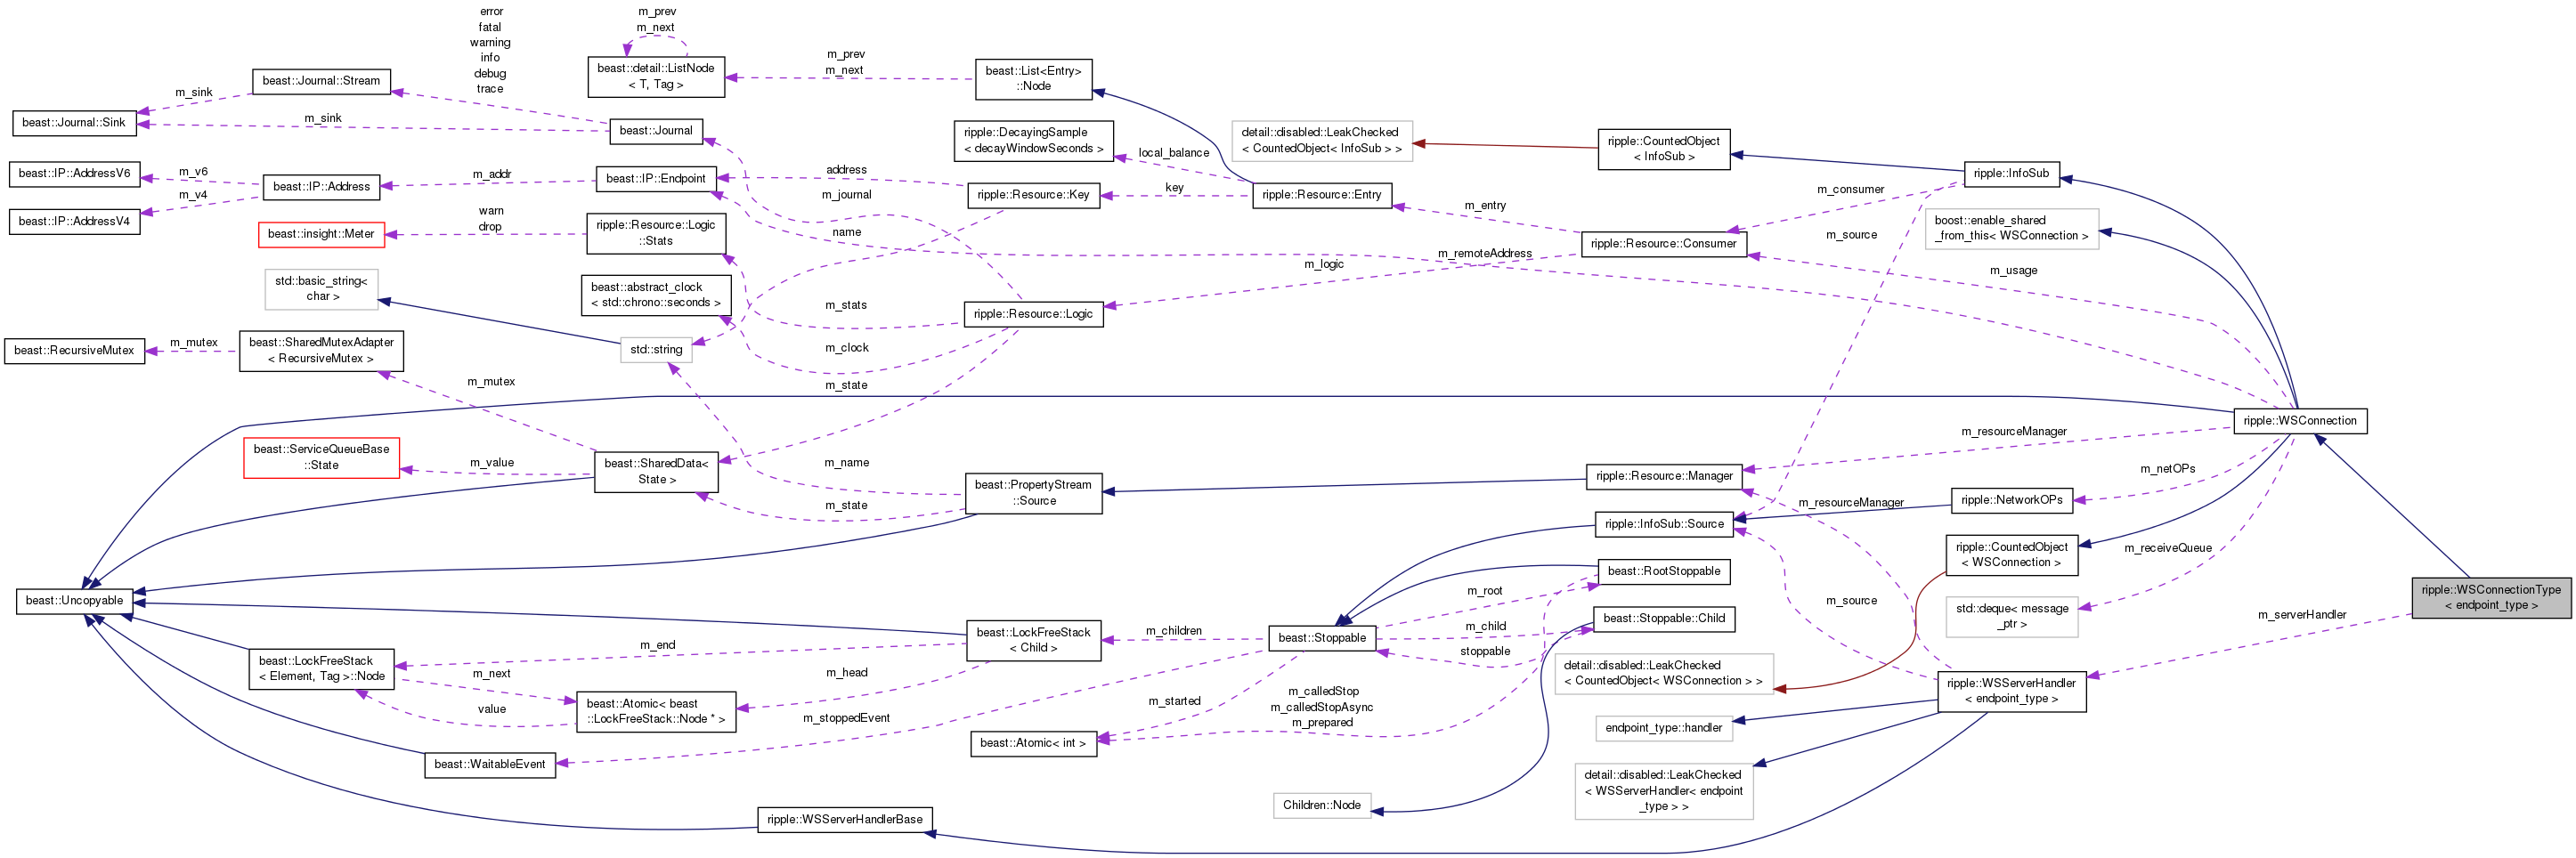 error
fatal
warning
info
debug
trace
m_prev
m_next
m_prev
m_next
beast::Journal::Stream
beast::detail::ListNode
< T, Tag >
beast::List<Entry>
::Node
m_sink
beast::Journal::Sink
m_sink
beast::Journal
ripple::DecayingSample
< decayWindowSeconds >
detail::disabled::LeakChecked
< CountedObject< InfoSub > >
ripple::CountedObject
< InfoSub >
local_balance
beast::IP::AddressV6
m_v6
m_v4
beast::IP::Address
m_addr
beast::IP::Endpoint
address
m_journal
ripple::Resource::Key
key
ripple::Resource::Entry
m_entry
m_consumer
ripple::InfoSub
beast::IP::AddressV4
beast::insight::Meter
warn
drop
ripple::Resource::Logic
::Stats
name
m_logic
m_remoteAddress
ripple::Resource::Consumer
m_source
boost::enable_shared
_from_this< WSConnection >
m_usage
std::basic_string<
char >
beast::abstract_clock
< std::chrono::seconds >
m_stats
ripple::Resource::Logic
beast::RecursiveMutex
m_mutex
beast::SharedMutexAdapter
< RecursiveMutex >
std::string
m_clock
m_state
m_mutex
ripple::WSConnection
beast::ServiceQueueBase
::State
m_value
beast::SharedData<
State >
m_name
m_state
beast::PropertyStream
::Source
m_resourceManager
ripple::Resource::Manager
m_netOPs
m_resourceManager
ripple::NetworkOPs
ripple::InfoSub::Source
ripple::CountedObject
< WSConnection >
m_receiveQueue
beast::RootStoppable
beast::Uncopyable
m_root
m_source
std::deque< message
_ptr >
ripple::WSConnectionType
< endpoint_type >
m_serverHandler
beast::LockFreeStack
< Child >
m_children
beast::Stoppable
m_child
stoppable
beast::Stoppable::Child
m_end
beast::LockFreeStack
< Element, Tag >::Node
m_next
value
m_head
detail::disabled::LeakChecked
< CountedObject< WSConnection > >
ripple::WSServerHandler
< endpoint_type >
beast::Atomic< beast
::LockFreeStack::Node * >
m_stoppedEvent
m_started
m_calledStop
m_calledStopAsync
m_prepared
endpoint_type::handler
beast::Atomic< int >
beast::WaitableEvent
detail::disabled::LeakChecked
< WSServerHandler< endpoint
_type > >
Children::Node
ripple::WSServerHandlerBase